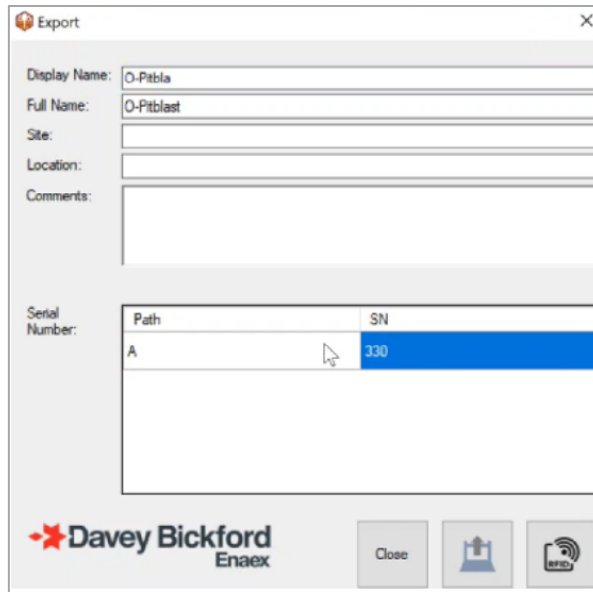 Export
Display Name: O-Pitbla
Full Name: O-Pitblast
Site:
Location:
Comments:
Serial
Number:
Path SN
A 330
Davey Bickford
Enaex
Close
RFID